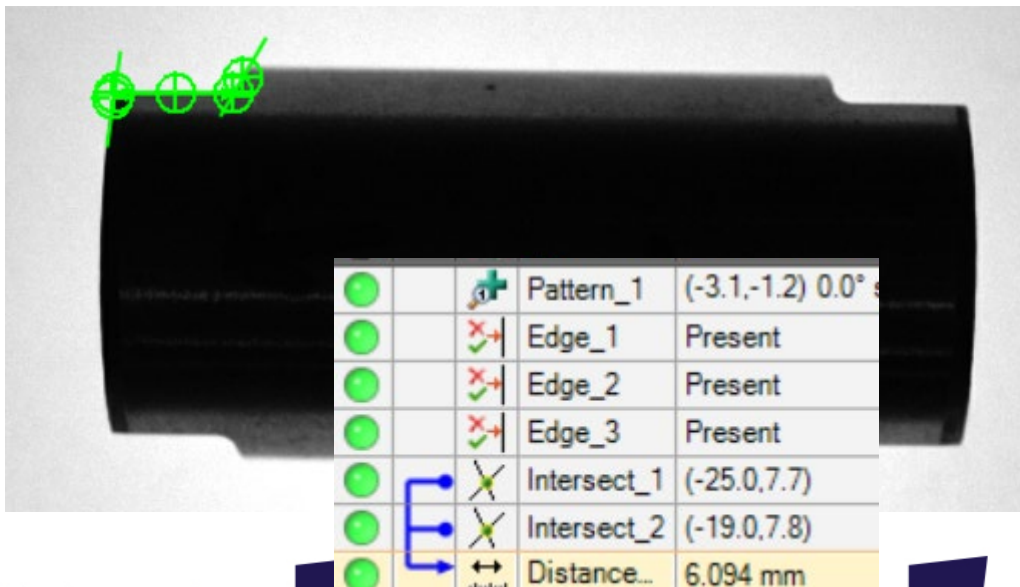 Pattern_1 (-3.1,-1.2) 0.0°
Edge_1 Present
Edge_2 Present
Edge_3 Present
Intersect_1 (-25.0,7.7)
Intersect_2 (-19.0,7.8)
Distance... 6.094 mm